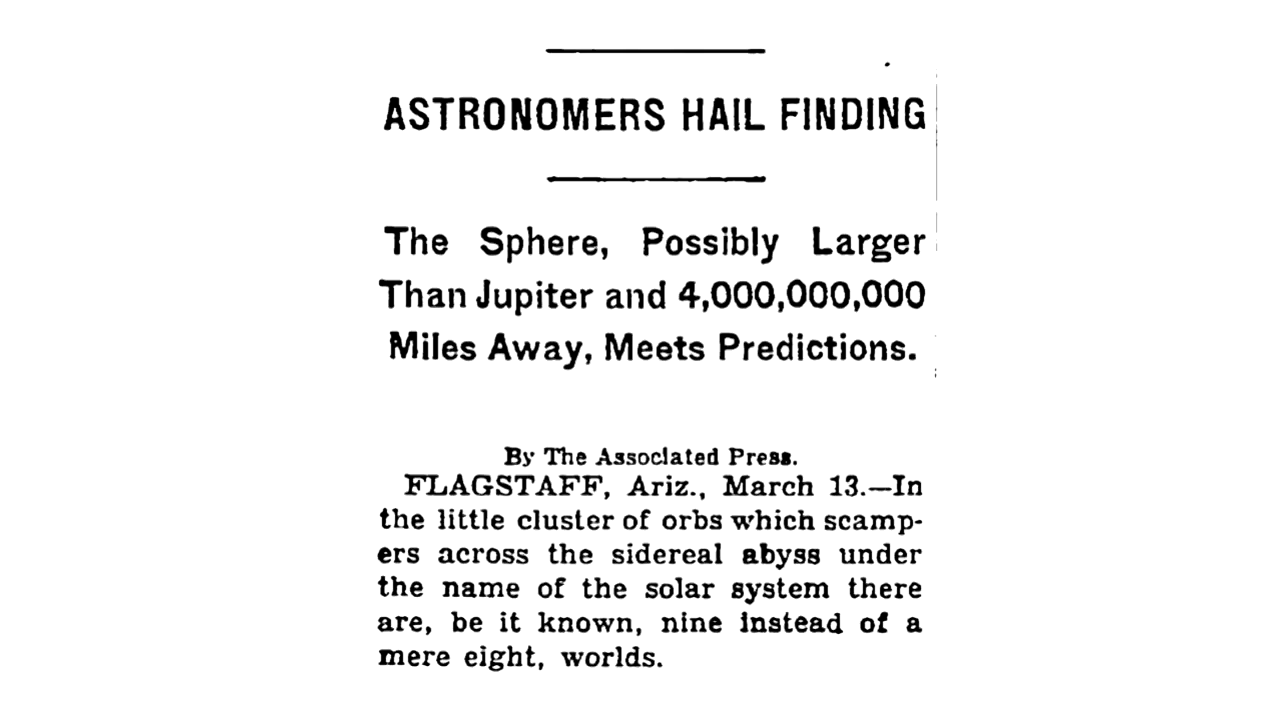 ASTRONOMERS HAIL FINDING
The Sphere, Possibly Larger
Than Jupiter and 4,000,000,000
Miles Away, Meets Predictions.
By The Associated Press.
FLAGSTAFF, Ariz., March 13.—In
the little cluster of orbs which scamp-
ers across the sidereal abyss under
the name of the solar system there
are, be it known, nine instead of a
mere eight, worlds.